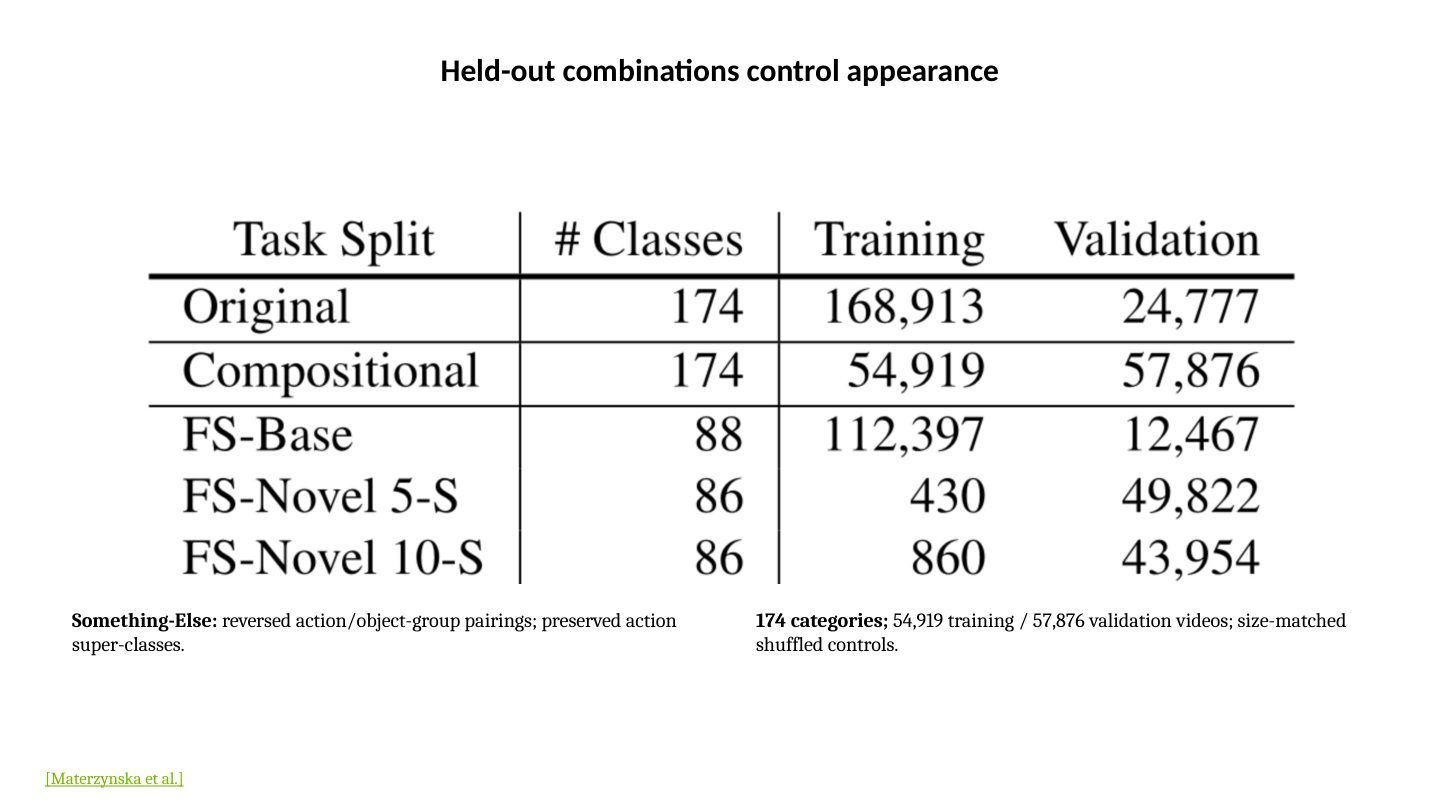 Held-out combinations control appearance
Task Split # Classes Training Validation
Original 174 168,913 24,777
Compositional 174 54,919 57,876
FS-Base 88 112,397 12,467
FS-Novel 5-S 86 430 49,822
FS-Novel 10-S 86 860 43,954
Something-Else: reversed action/object-group pairings; preserved action
super-classes.
174 categories; 54,919 training / 57,876 validation videos; size-matched
shuffled controls.
[Materzynska et al.]